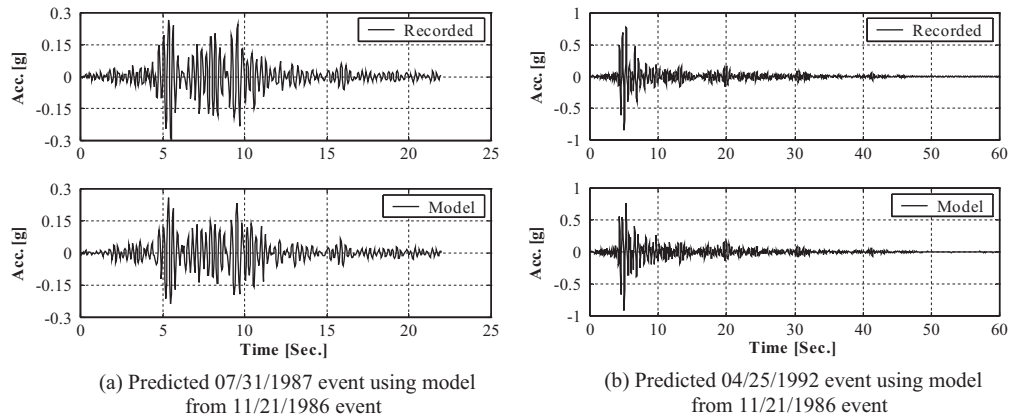 0.3
0.15
0
-0.15
-0.3
Acc. [g]
Recorded
0 5 10 15 20 25
0.3
0.15
0
-0.15
-0.3
Acc. [g]
Model
0 5 10 15 20 25
Time [Sec.]
(a) Predicted 07/31/1987 event using model
from 11/21/1986 event
1
0.5
0
-0.5
-1
Acc. [g]
Recorded
0 10 20 30 40 50 60
1
0.5
0
-0.5
-1
Acc. [g]
Model
0 10 20 30 40 50 60
Time [Sec.]
(b) Predicted 04/25/1992 event using model
from 11/21/1986 event